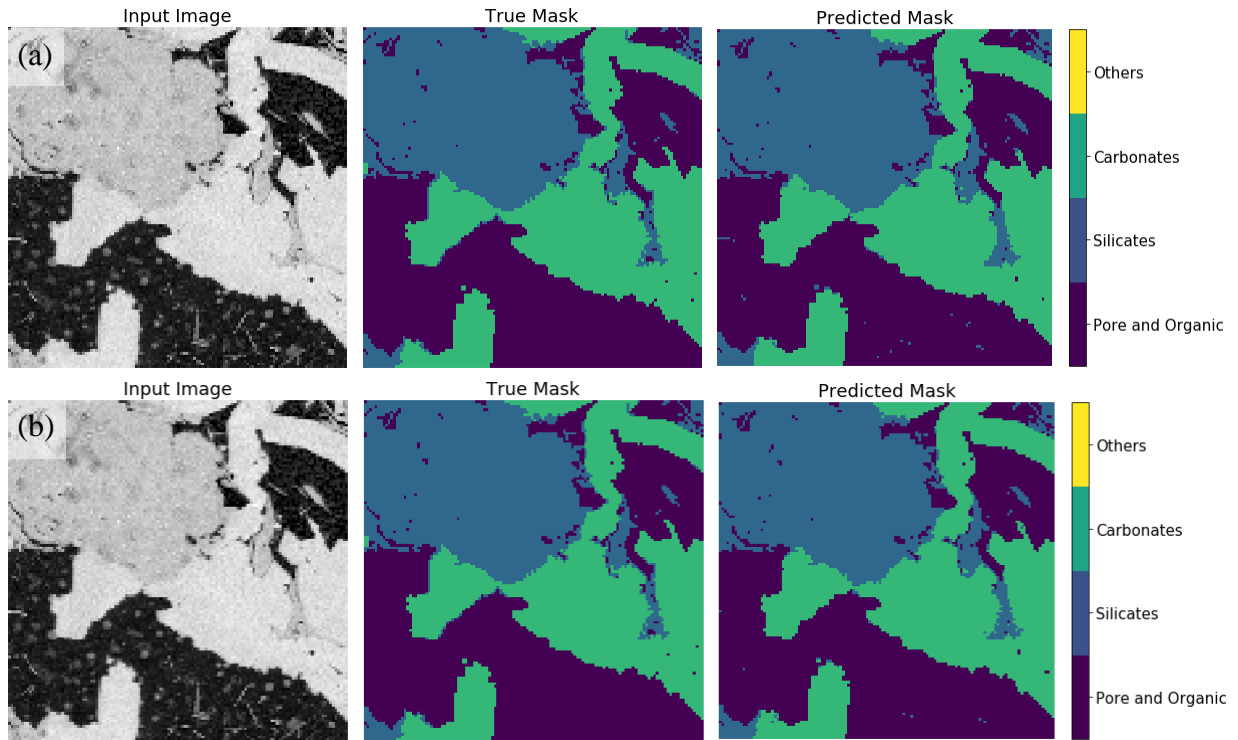 Input Image
True Mask
Predicted Mask
(a)
Others
Carbonates
Silicates
Pore and Organic
Input Image
True Mask
Predicted Mask
(b)
Others
Carbonates
Silicates
Pore and Organic